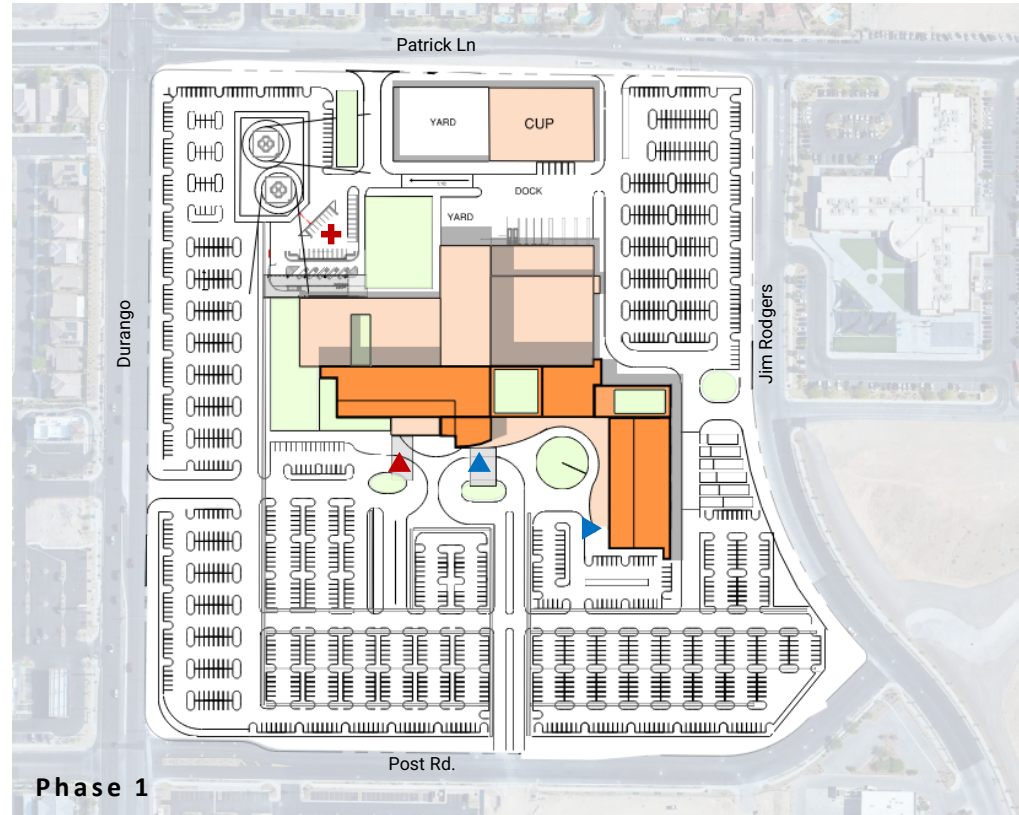 Patrick Ln
YARD
CUP
DOCK
YARD
Durango
Jim Rodgers
Post Rd.
Phase 1